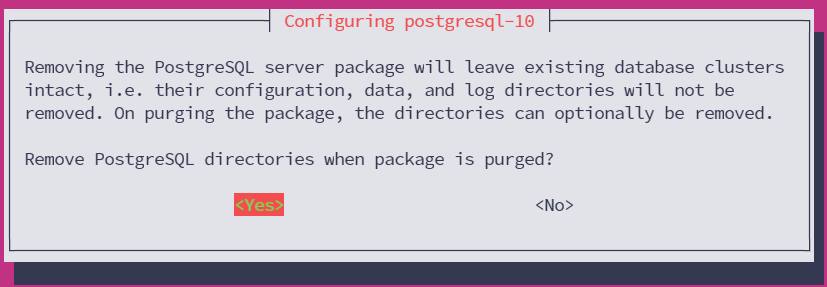 Configuring postgresql-10
Removing the PostgreSQL server package will leave existing database clusters
intact, i.e. their configuration, data, and log directories will not be
removed. On purging the package, the directories can optionally be removed.
Remove PostgreSQL directories when package is purged?
<Yes> <No>